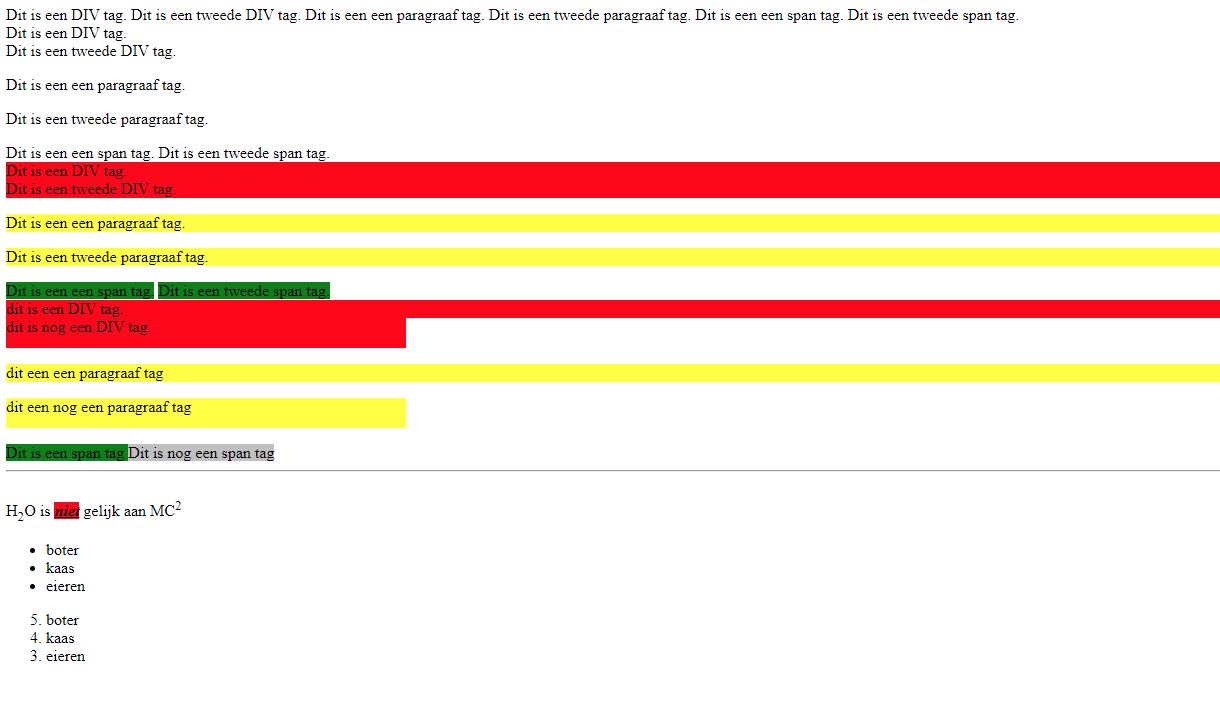 Dit is een DIV tag. Dit is een tweede DIV tag. Dit is een een paragraaf tag. Dit is een tweede paragraaf tag. Dit is een een span tag. Dit is een tweede span tag.
Dit is een DIV tag.
Dit is een tweede DIV tag.
Dit is een een paragraaf tag.
Dit is een tweede paragraaf tag.
Dit is een een span tag. Dit is een tweede span tag.
Dit is een DIV tag.
Dit is een tweede DIV tag.
Dit is een een paragraaf tag.
Dit is een tweede paragraaf tag.
Dit is een een span tag. Dit is een tweede span tag.
dit is een DIV tag.
dit is nog een DIV tag.
dit een een paragraaf tag
dit een nog een paragraaf tag
Dit is een span tag Dit is nog een span tag
H₂O is niet gelijk aan MC²
• boter
• kaas
• eieren
5. boter
4. kaas
3. eieren